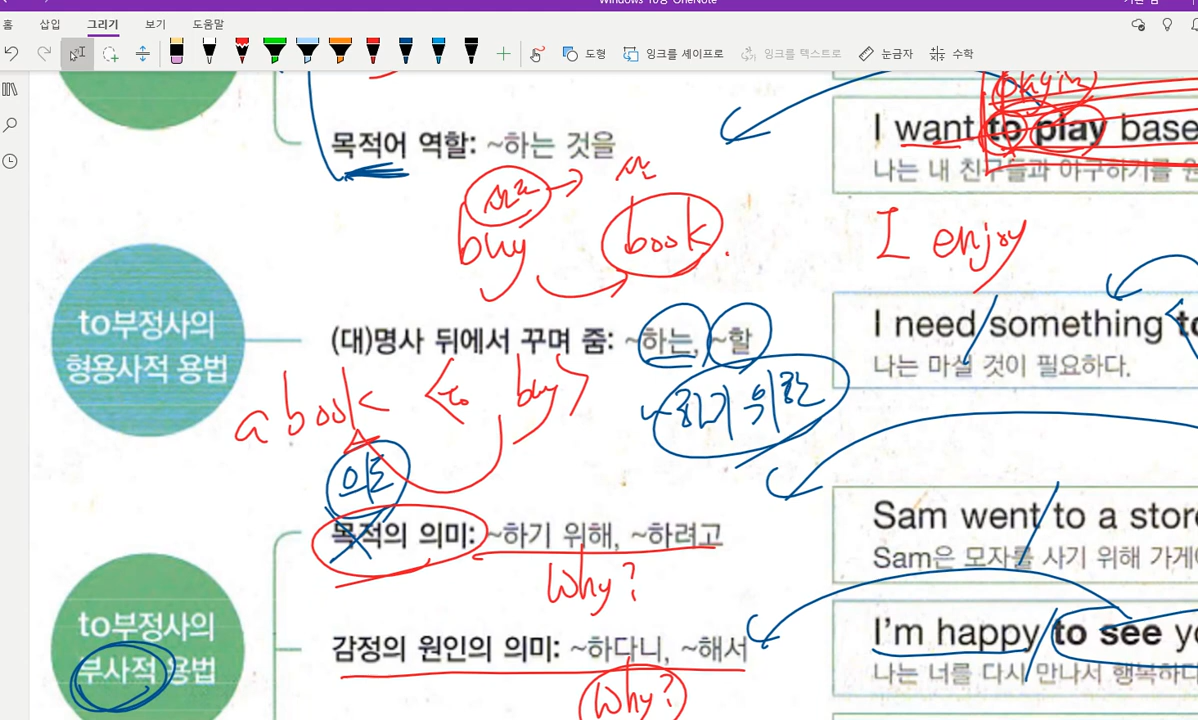 Windows 10용 OneNote
홈 삽입 그리기 보기 도움말
도형 잉크를 셰이프로 잉크를 텍스트로 눈금자 수학
목적어 역할: ~하는 것을
I want to play base
나는 내 친구들과 야구하기를 원
buy book.
I enjoy
to부정사의
형용사적 용법
(대)명사 뒤에서 꾸며 줌: ~하는, ~할
I need something to
나는 마실 것이 필요하다.
a book <to buy>
~하기 위한
의도
목적의 의미: ~하기 위해, ~하려고
Sam went to a store
Sam은 모자를 사기 위해 가게에
Why?
to부정사의
부사적 용법
감정의 원인의 의미: ~하다니, ~해서
I'm happy to see yo
나는 너를 다시 만나서 행복하다
Why?